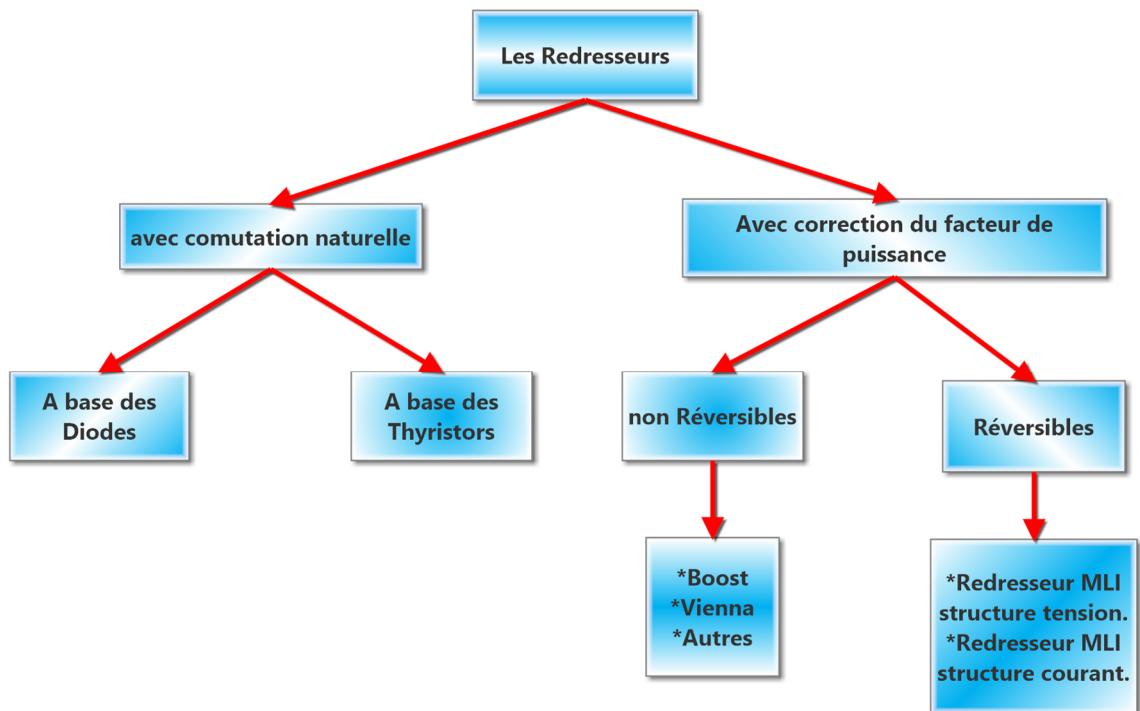 Les Redresseurs
avec comutation naturelle
Avec correction du facteur de
puissance
A base des
Diodes
A base des
Thyristors
non Réversibles
Réversibles
*Boost
*Vienna
*Autres
*Redresseur MLI
structure tension.
*Redresseur MLI
structure courant.